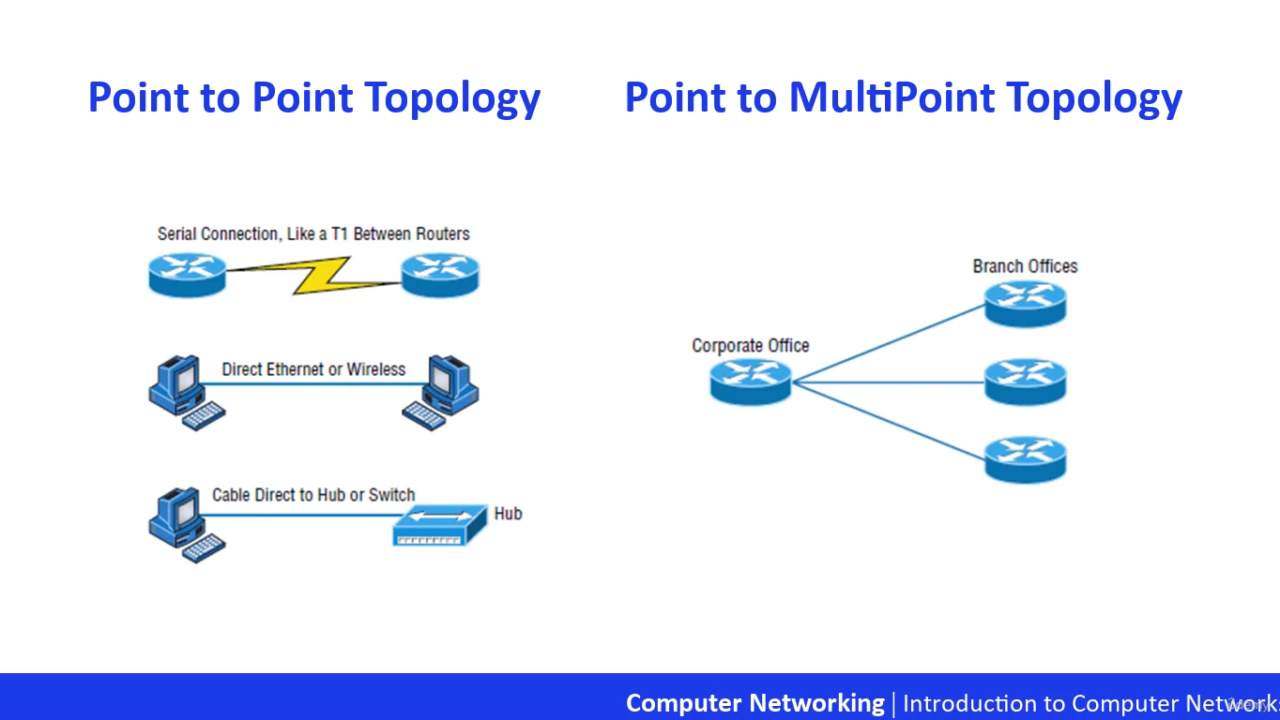 Point to Point Topology
Point to MultiPoint Topology
Serial Connection, Like a T1 Between Routers
Direct Ethernet or Wireless
Cable Direct to Hub or Switch
Hub
Branch Offices
Corporate Office
Computer Networking | Introduction to Computer Network